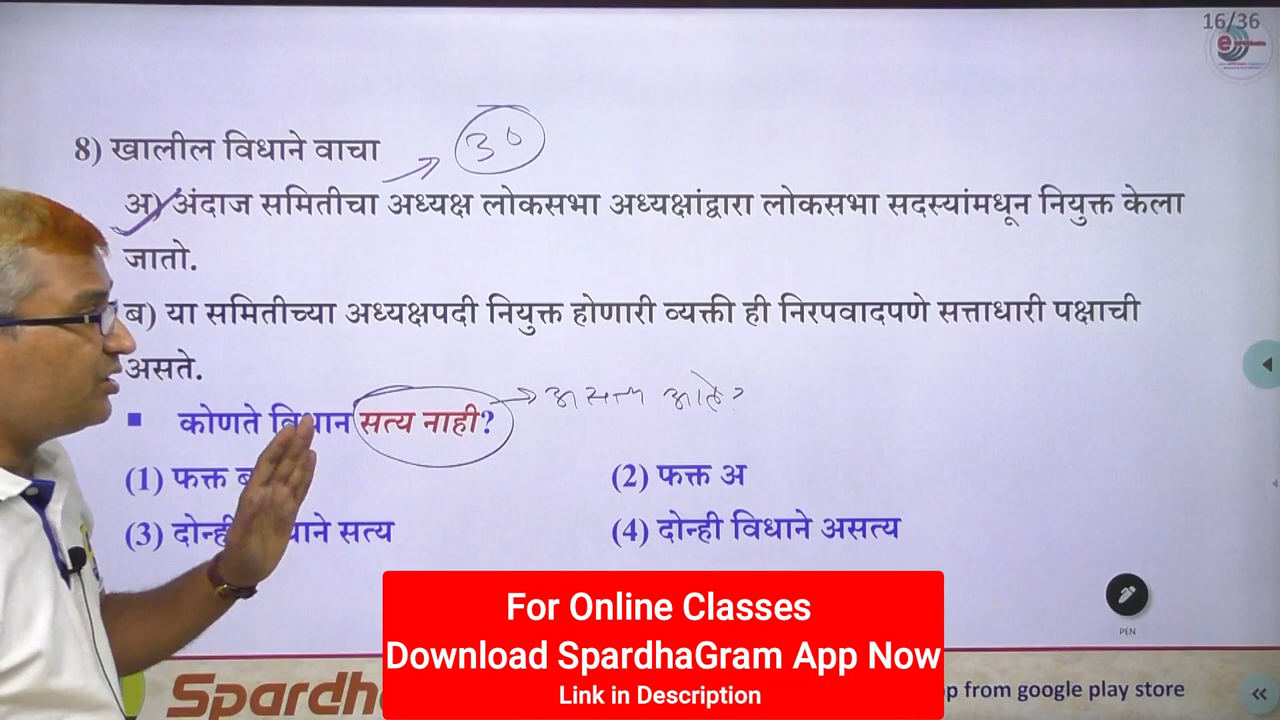 16/36
8) खालील विधाने वाचा
30
अ) अंदाज समितीचा अध्यक्ष लोकसभा अध्यक्षांद्वारा लोकसभा सदस्यांमधून नियुक्त केला
जातो.
ब) या समितीच्या अध्यक्षपदी नियुक्त होणारी व्यक्ती ही निरपवादपणे सत्ताधारी पक्षाची
असते.
▪ कोणते विधान सत्य नाही? → असत्य आहे?
(1) फक्त ब (2) फक्त अ
(3) दोन्ही विधाने सत्य (4) दोन्ही विधाने असत्य
PEN
For Online Classes
Download SpardhaGram App Now
Link in Description
from google play store